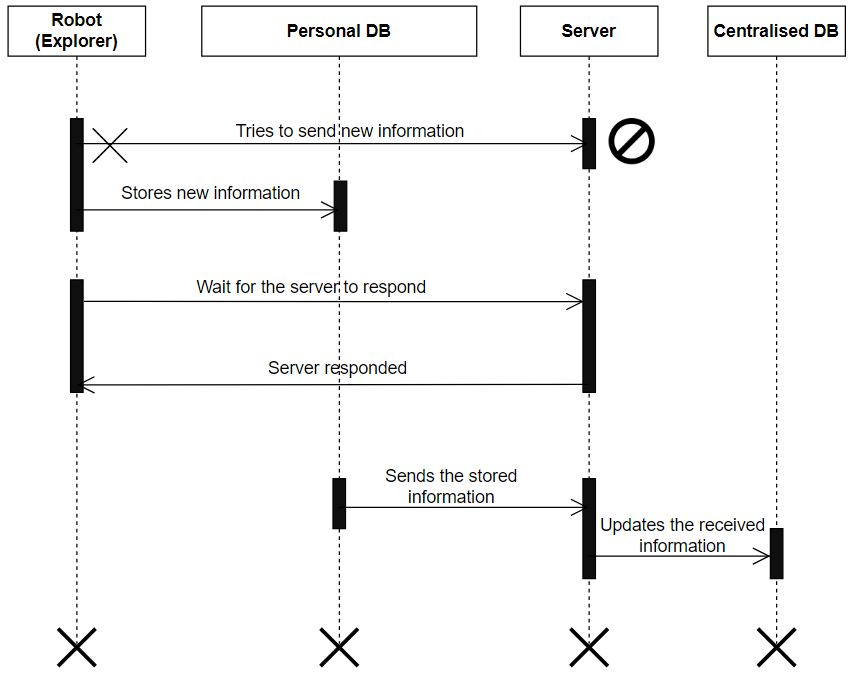 Robot
(Explorer)
Personal DB
Server
Centralised DB
Tries to send new information
Stores new information
Wait for the server to respond
Server responded
Sends the stored
information
Updates the received
information